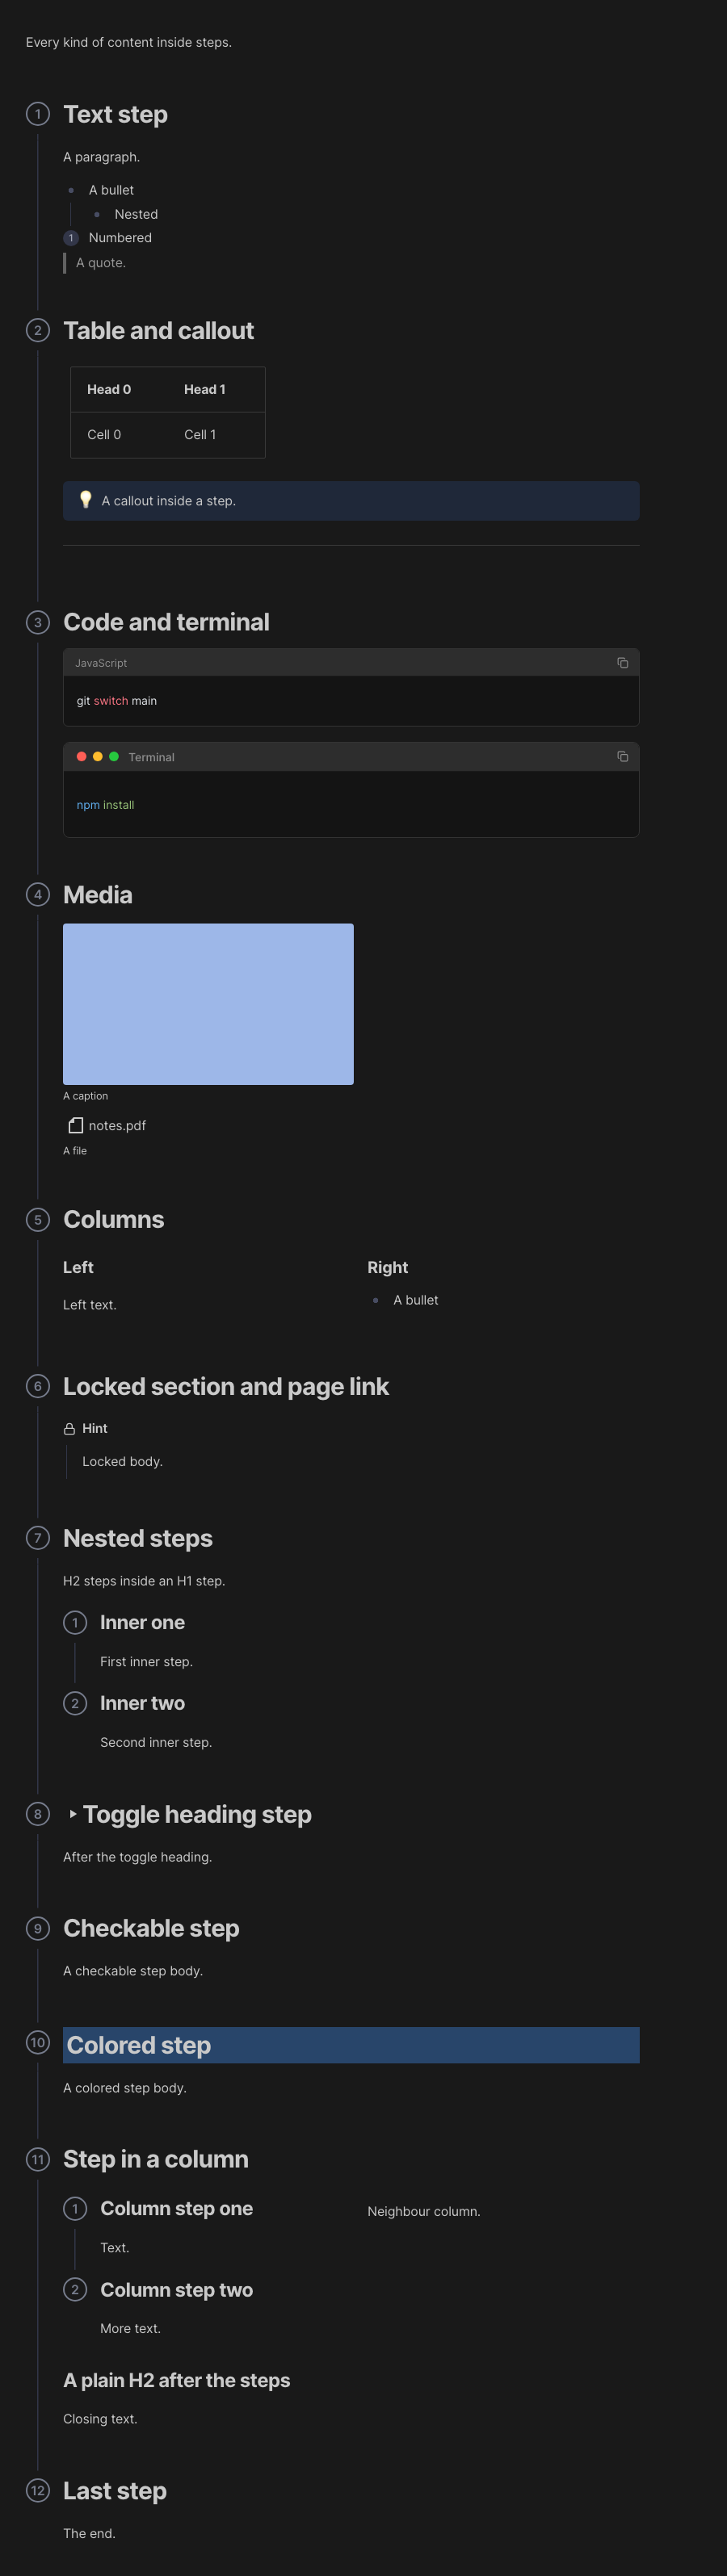 Every kind of content inside steps.
1 Text step
A paragraph.
A bullet
Nested
1 Numbered
A quote.
2 Table and callout
Head 0 Head 1
Cell 0 Cell 1
A callout inside a step.
3 Code and terminal
JavaScript
git switch main
Terminal
npm install
4 Media
A caption
notes.pdf
A file
5 Columns
Left
Left text.
Right
A bullet
6 Locked section and page link
Hint
Locked body.
7 Nested steps
H2 steps inside an H1 step.
1 Inner one
First inner step.
2 Inner two
Second inner step.
8 Toggle heading step
After the toggle heading.
9 Checkable step
A checkable step body.
10 Colored step
A colored step body.
11 Step in a column
1 Column step one
Text.
2 Column step two
More text.
Neighbour column.
A plain H2 after the steps
Closing text.
12 Last step
The end.